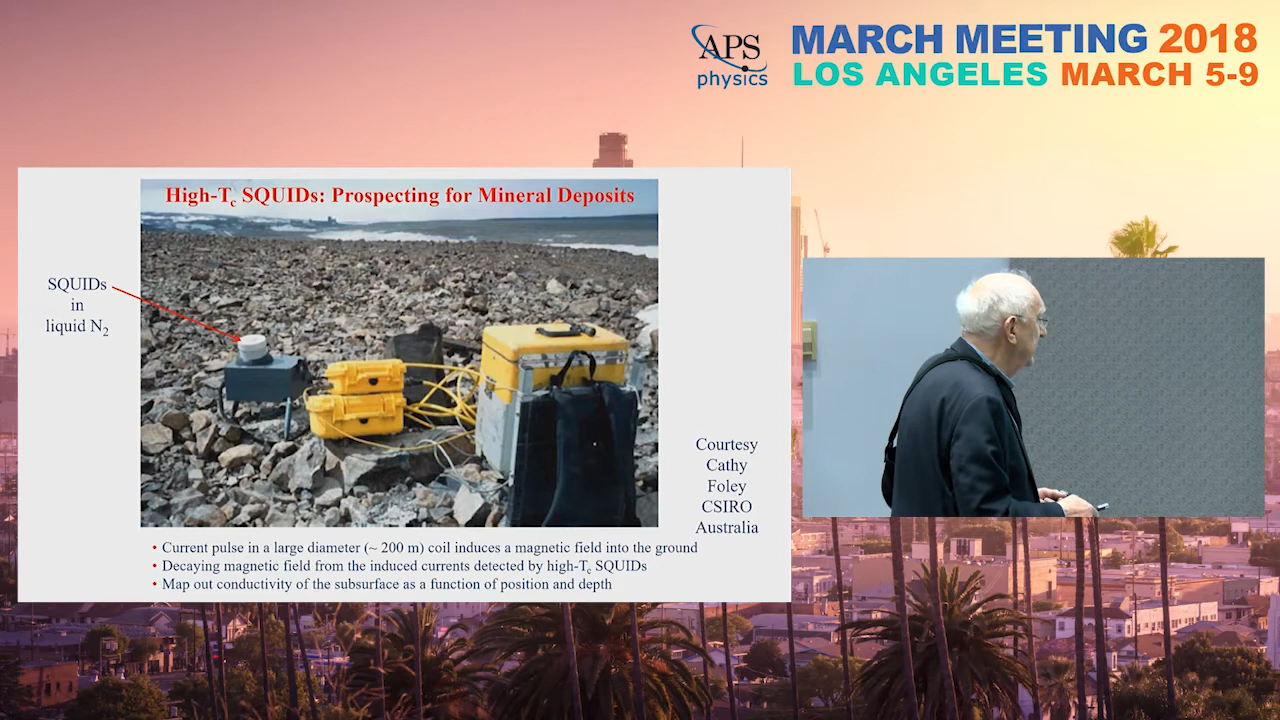 APS
physics
MARCH MEETING 2018
LOS ANGELES MARCH 5-9
High-Tc SQUIDs: Prospecting for Mineral Deposits
SQUIDs
in
liquid N2
Courtesy
Cathy
Foley
CSIRO
Australia
• Current pulse in a large diameter (~ 200 m) coil induces a magnetic field into the ground
• Decaying magnetic field from the induced currents detected by high-Tc SQUIDs
• Map out conductivity of the subsurface as a function of position and depth